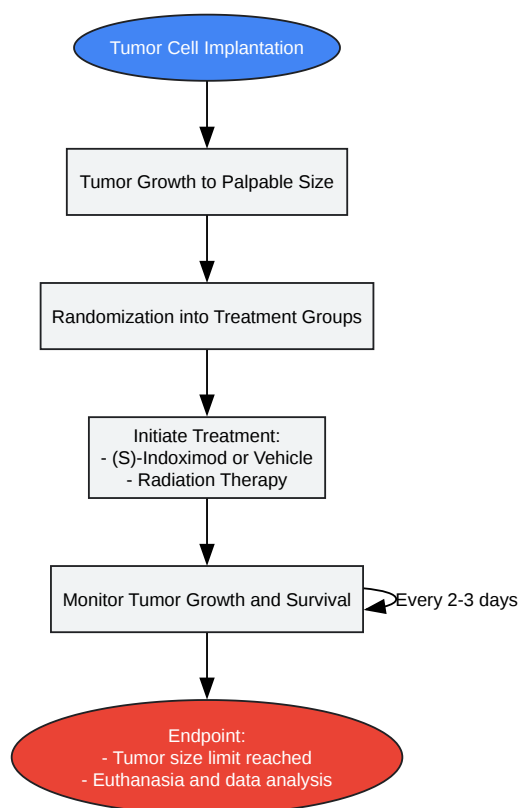 Tumor Cell Implantation
Tumor Growth to Palpable Size
Randomization into Treatment Groups
Initiate Treatment:
- (S)-Indoximod or Vehicle
- Radiation Therapy
Monitor Tumor Growth and Survival
Every 2-3 days
Endpoint:
- Tumor size limit reached
- Euthanasia and data analysis